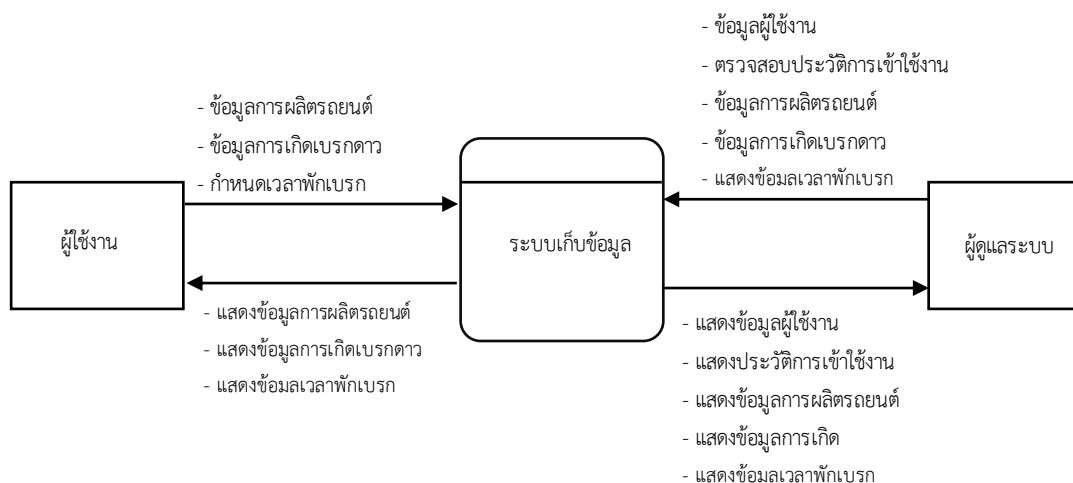 - ข้อมูลผู้ใช้งาน
- ตรวจสอบประวัติการเข้าใช้งาน
- ข้อมูลการผลิตรถยนต์
- ข้อมูลการเกิดเบรกดาว
- แสดงข้อมลเวลาพักเบรก
- ข้อมูลการผลิตรถยนต์
- ข้อมูลการเกิดเบรกดาว
- กำหนดเวลาพักเบรก
ผู้ใช้งาน
ระบบเก็บข้อมูล
ผู้ดูแลระบบ
- แสดงข้อมูลการผลิตรถยนต์
- แสดงข้อมูลการเกิดเบรกดาว
- แสดงข้อมลเวลาพักเบรก
- แสดงข้อมูลผู้ใช้งาน
- แสดงประวัติการเข้าใช้งาน
- แสดงข้อมูลการผลิตรถยนต์
- แสดงข้อมูลการเกิด
- แสดงข้อมลเวลาพักเบรก